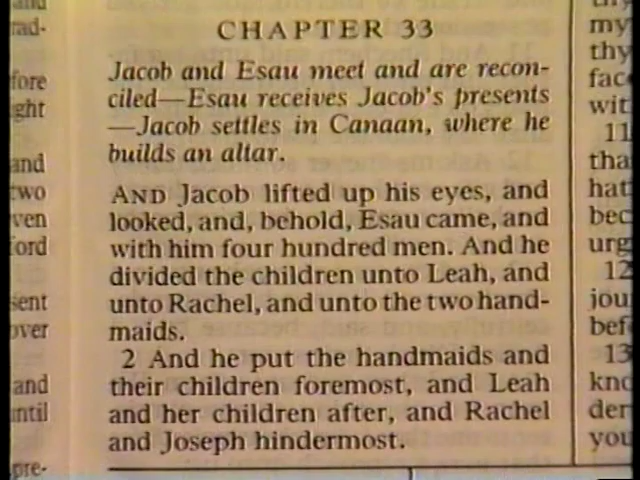 CHAPTER 33
Jacob and Esau meet and are recon-
ciled—Esau receives Jacob's presents
—Jacob settles in Canaan, where he
builds an altar.
AND Jacob lifted up his eyes, and
looked, and, behold, Esau came, and
with him four hundred men. And he
divided the children unto Leah, and
unto Rachel, and unto the two hand-
maids.
2 And he put the handmaids and
their children foremost, and Leah
and her children after, and Rachel
and Joseph hindermost.